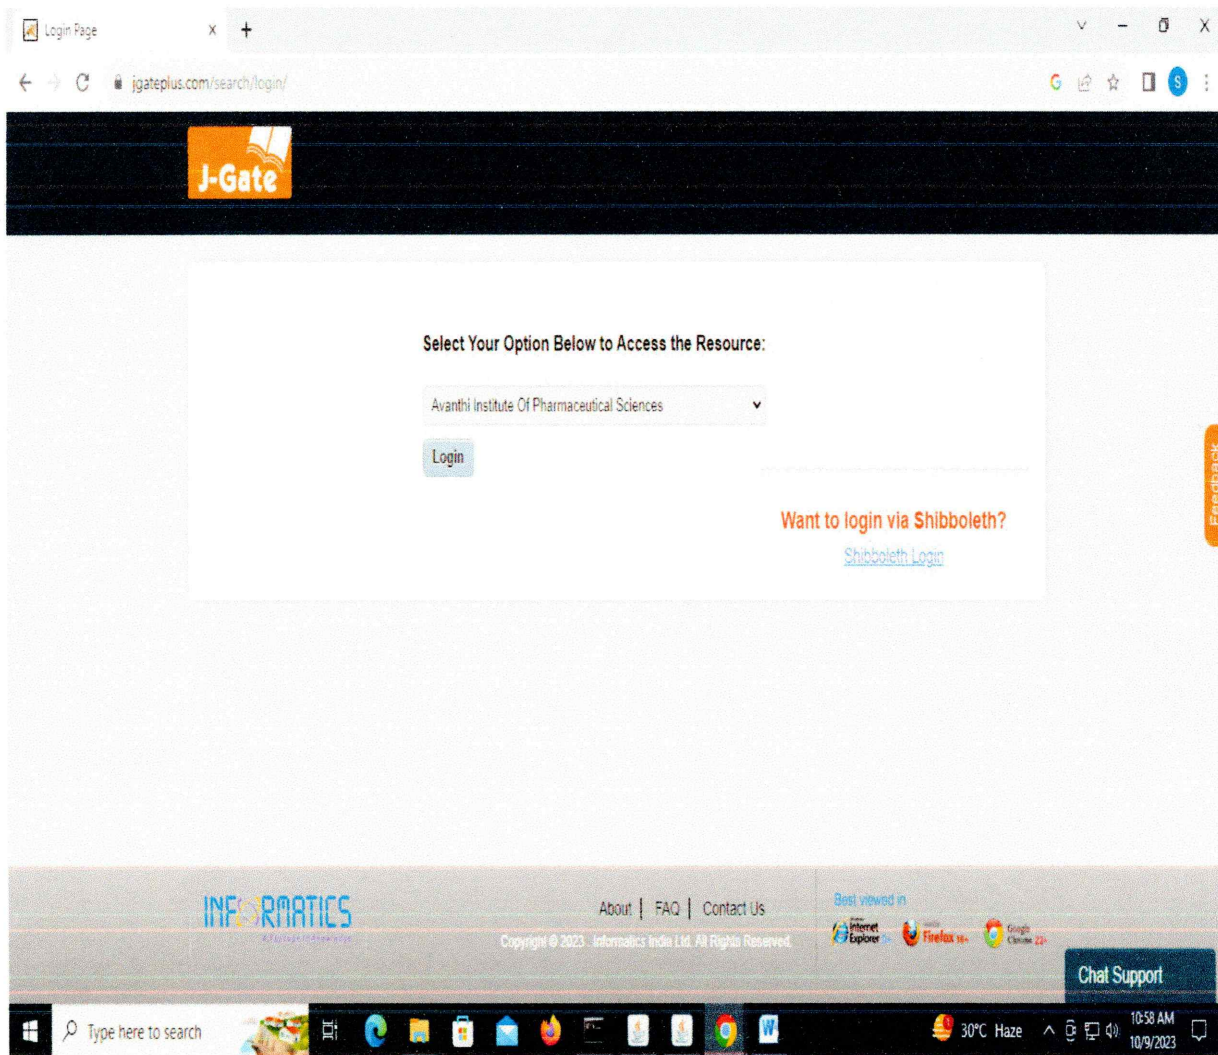 Login Page
jgateplus.com/search/login/
S
J-Gate
Select Your Option Below to Access the Resource:
Avanthi Institute Of Pharmaceutical Sciences
Login
Feedback
Want to login via Shibboleth?
Shibboleth Login
INFORMATICS
About | FAQ | Contact Us
Copyright © 2023 Informatics India Ltd. All Rights Reserved.
Best viewed in
Internet Explorer
Firefox
Google Chrome 22+
Chat Support
Type here to search
W
30°C Haze
10:58 AM
10/9/2023